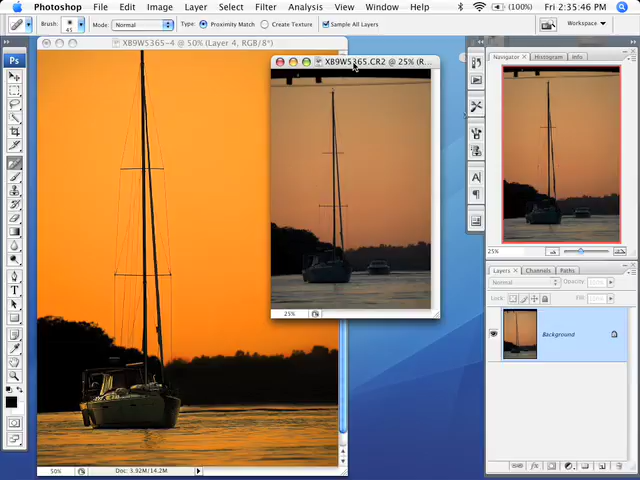 Photoshop File Edit Image Layer Select Filter Analysis View Window Help (100%) Fri 2:35:46 PM
Brush: 45 Mode: Normal Type: Proximity Match Create Texture Sample All Layers Workspace
XB9W5365-4 @ 50% (Layer 4, RGB/8*)
Ps
XB9W5365.CR2 @ 25% (R...
25%
50% Doc: 3.92M/14.2M
Navigator Histogram Info
25%
Layers Channels Paths
Normal Opacity: 100%
Lock: Fill: 100%
Background